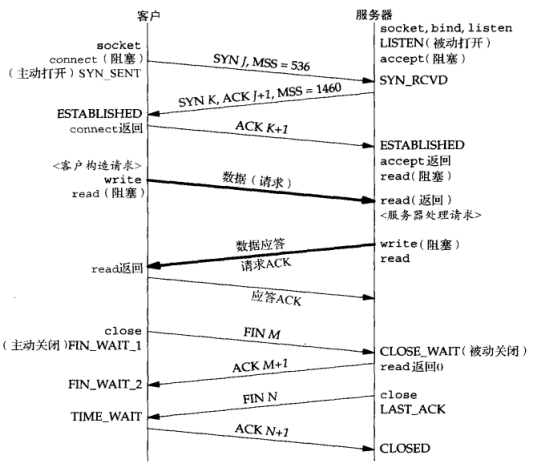 客户
服务器
socket, bind, listen
LISTEN(被动打开)
accept(阻塞)
socket
connect(阻塞)
(主动打开) SYN_SENT
SYN J, MSS = 536
SYN_RCVD
SYN K, ACK J+1, MSS = 1460
ESTABLISHED
connect返回
ACK K+1
ESTABLISHED
accept返回
read(阻塞)
<客户构造请求>
write
read(阻塞)
数据(请求)
read(返回)
<服务器处理请求>
数据应答
请求ACK
write(阻塞)
read
read返回
应答ACK
close
(主动关闭)FIN_WAIT_1
FIN M
CLOSE_WAIT(被动关闭)
read返回0
ACK M+1
FIN_WAIT_2
FIN N
close
LAST_ACK
TIME_WAIT
ACK N+1
CLOSED